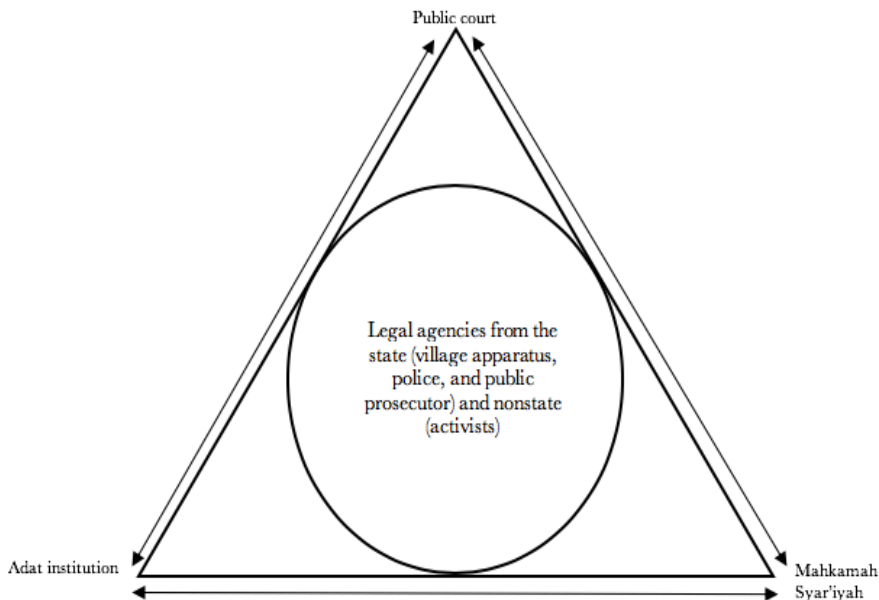 Public court
Legal agencies from the
state (village apparatus,
police, and public
prosecutor) and nonstate
(activists)
Adat institution
Mahkamah
Syar'iyah